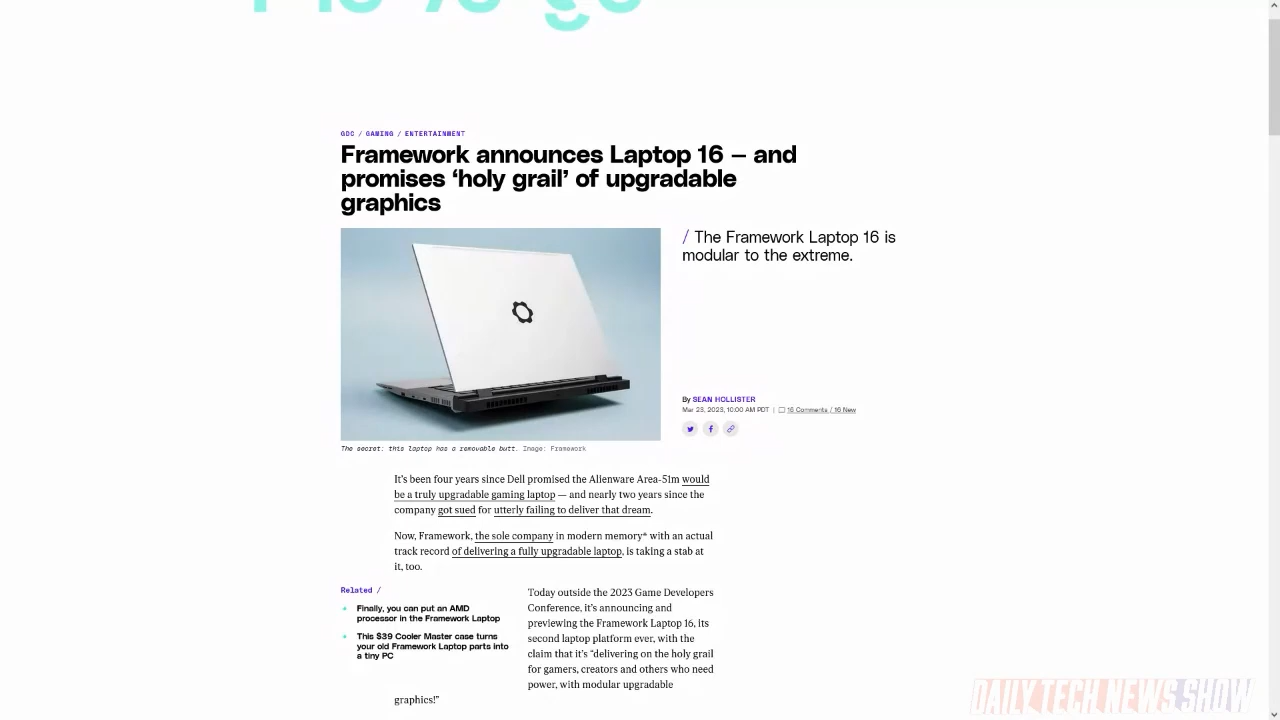 GDC / GAMING / ENTERTAINMENT
Framework announces Laptop 16 — and
promises ‘holy grail’ of upgradable
graphics
/ The Framework Laptop 16 is
modular to the extreme.
By SEAN HOLLISTER
Mar 23, 2023, 10:00 AM PDT | 16 Comments / 16 New
The secret: this laptop has a removable butt. Image: Framework
It’s been four years since Dell promised the Alienware Area-51m would
be a truly upgradable gaming laptop — and nearly two years since the
company got sued for utterly failing to deliver that dream.
Now, Framework, the sole company in modern memory* with an actual
track record of delivering a fully upgradable laptop, is taking a stab at
it, too.
Related /
Finally, you can put an AMD
processor in the Framework Laptop
This $39 Cooler Master case turns
your old Framework Laptop parts into
a tiny PC
Today outside the 2023 Game Developers
Conference, it’s announcing and
previewing the Framework Laptop 16, its
second laptop platform ever, with the
claim that it’s “delivering on the holy grail
for gamers, creators and others who need
power, with modular upgradable
graphics!”
DAILY TECH NEWS SHOW